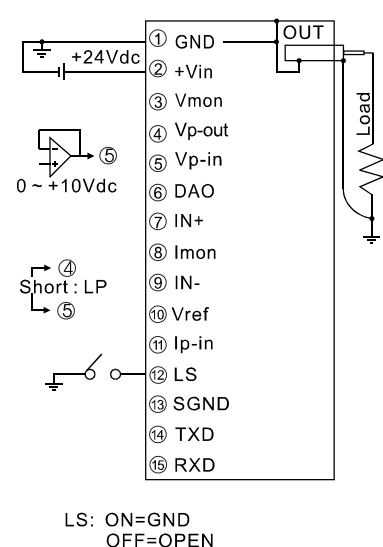 ① GND
OUT
+24Vdc
② +Vin
③ Vmon
④ Vp-out
⑤ Vp-in
⑤
0 ~ +10Vdc
⑥ DAO
⑦ IN+
⑧ Imon
⑨ IN-
④
Short : LP
⑤
⑩ Vref
⑪ Ip-in
⑫ LS
⑬ SGND
⑭ TXD
⑮ RXD
Load
LS: ON=GND
OFF=OPEN